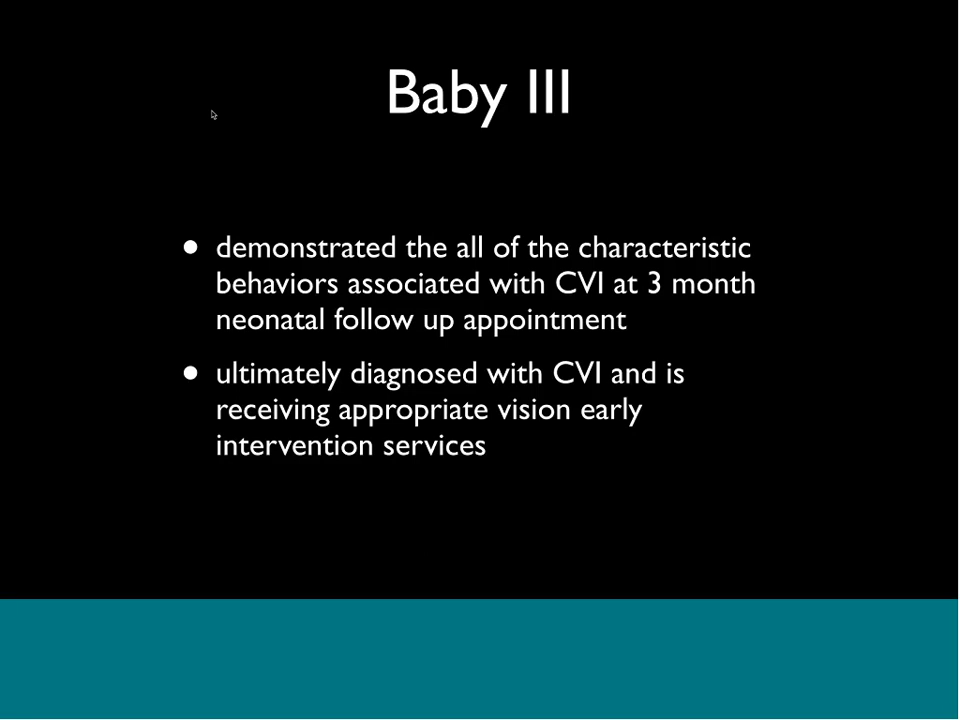 Baby III
• demonstrated the all of the characteristic
behaviors associated with CVI at 3 month
neonatal follow up appointment
• ultimately diagnosed with CVI and is
receiving appropriate vision early
intervention services